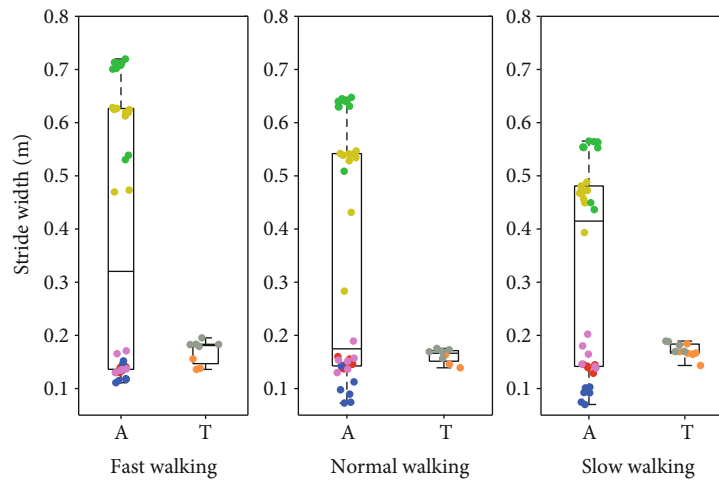 Stride width (m)
0.8 0.8 0.8
0.7 0.7 0.7
0.6 0.6 0.6
0.5 0.5 0.5
0.4 0.4 0.4
0.3 0.3 0.3
0.2 0.2 0.2
0.1 0.1 0.1
A T A T A T
Fast walking Normal walking Slow walking